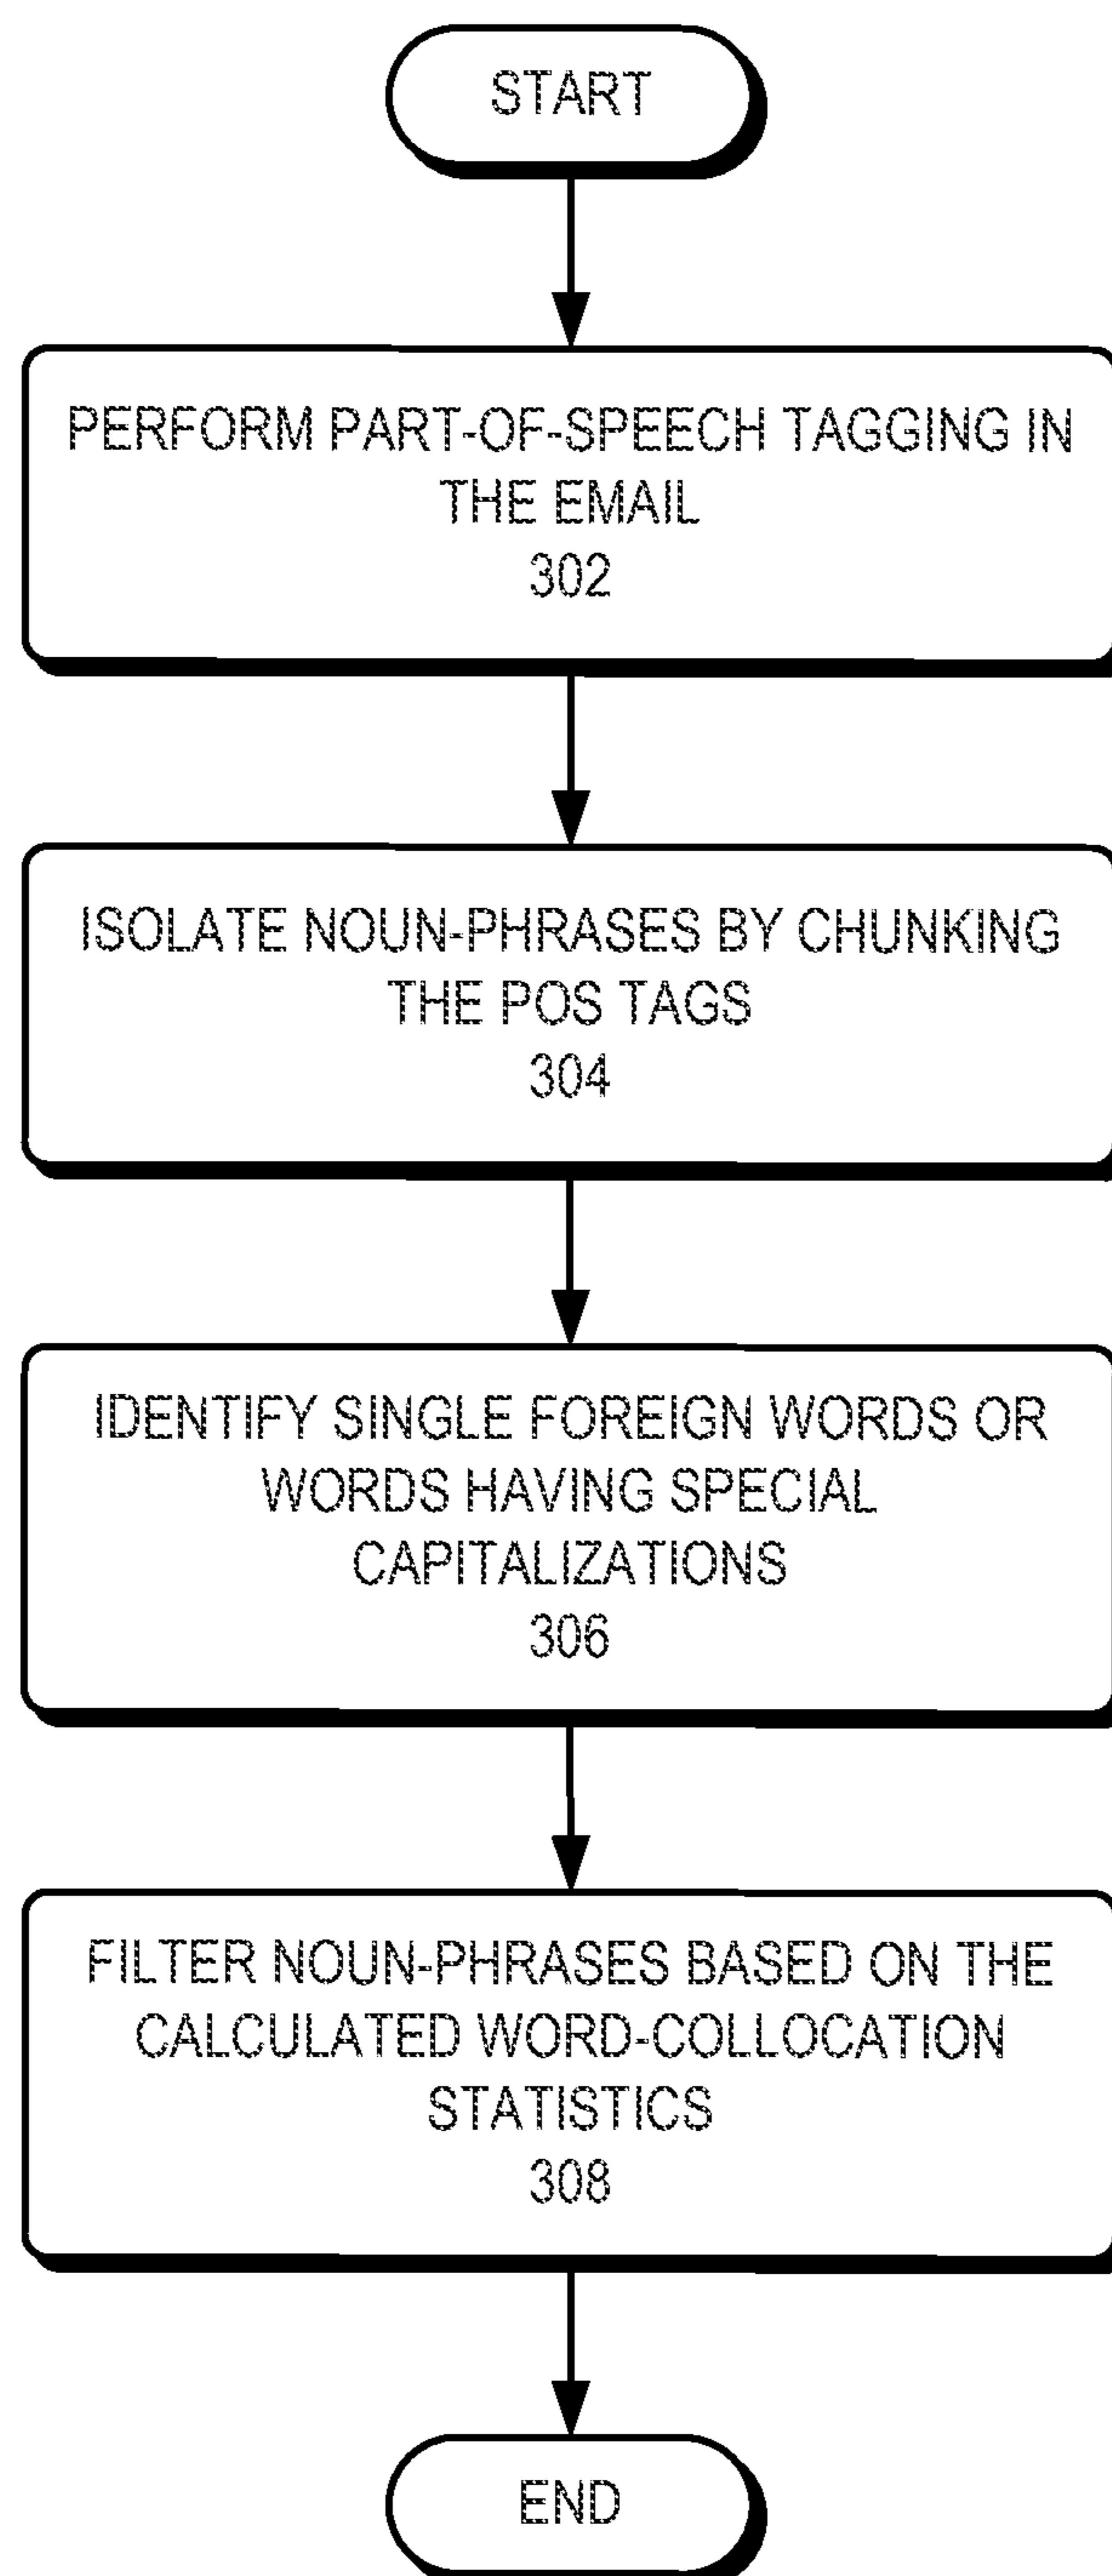 START
PERFORM PART-OF-SPEECH TAGGING IN
THE EMAIL
302
ISOLATE NOUN-PHRASES BY CHUNKING
THE POS TAGS
304
IDENTIFY SINGLE FOREIGN WORDS OR
WORDS HAVING SPECIAL
CAPITALIZATIONS
306
FILTER NOUN-PHRASES BASED ON THE
CALCULATED WORD-COLLOCATION
STATISTICS
308
END